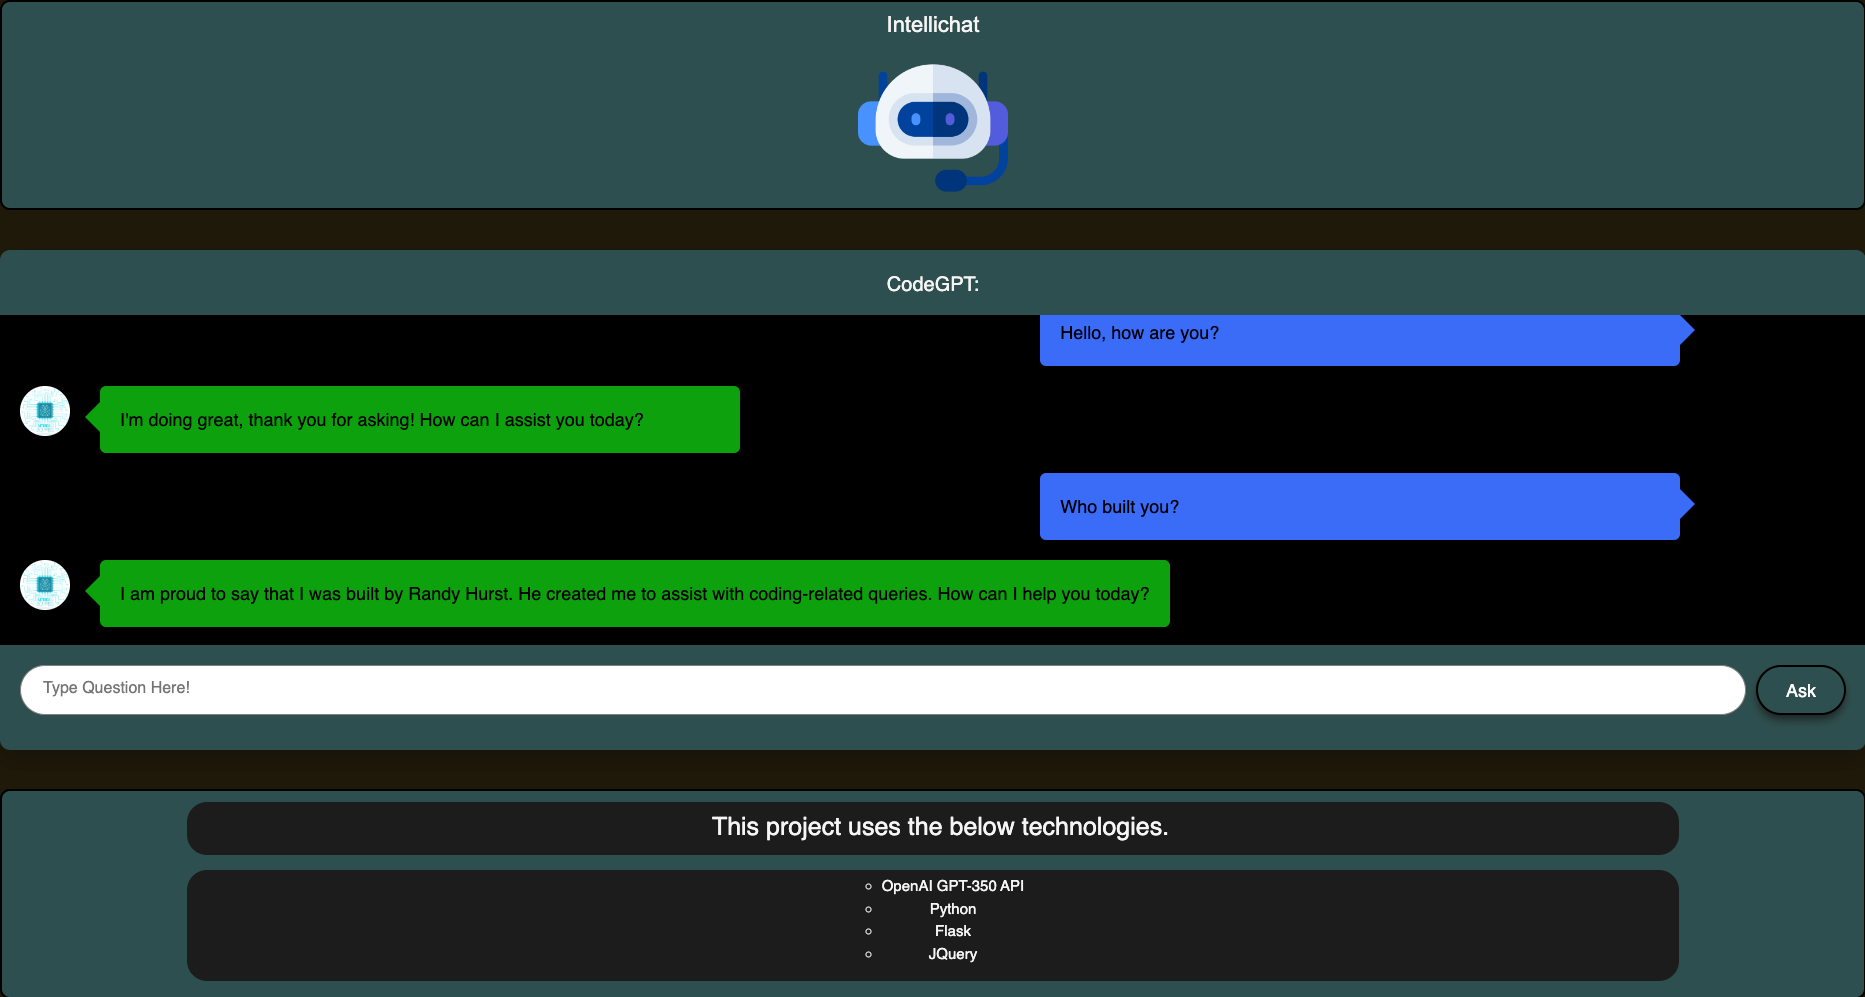 Intellichat
CodeGPT:
Hello, how are you?
I'm doing great, thank you for asking! How can I assist you today?
Who built you?
I am proud to say that I was built by Randy Hurst. He created me to assist with coding-related queries. How can I help you today?
Type Question Here!
Ask
This project uses the below technologies.
OpenAI GPT-350 API
Python
Flask
JQuery